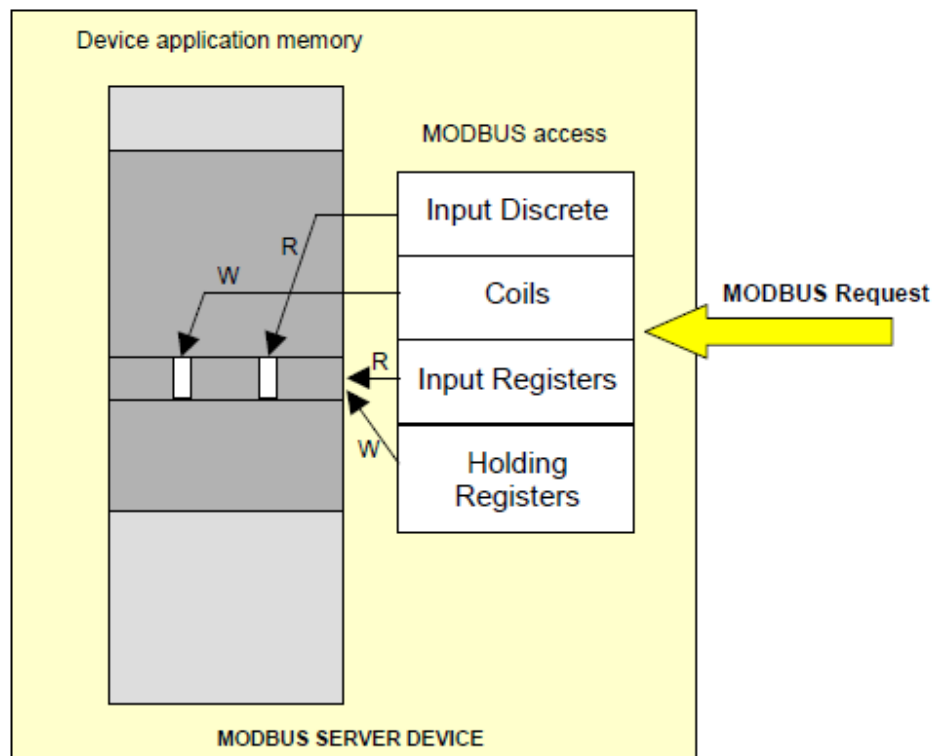 Device application memory
MODBUS access
Input Discrete
R
W
Coils
MODBUS Request
R
Input Registers
W
Holding
Registers
MODBUS SERVER DEVICE